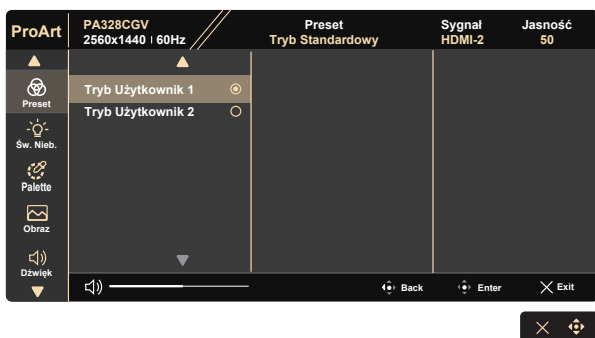 ProArt
PA328CGV
2560x1440 60Hz
Preset
Tryb Standardowy
Sygnał
HDMI-2
Jasność
50
Preset
Św. Nieb.
Palette
Obraz
Dźwięk
Tryb Użytkownik 1
Tryb Użytkownik 2
Back
Enter
Exit